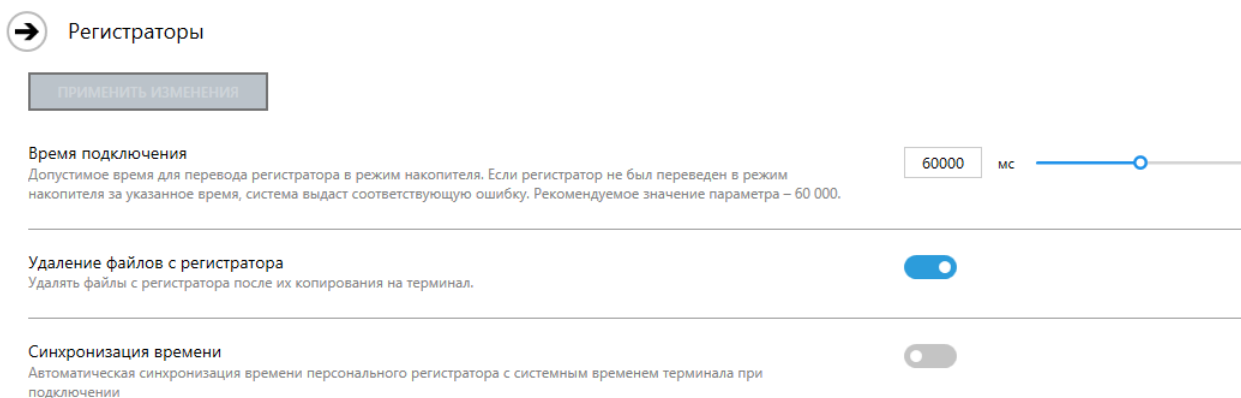 Регистраторы
ПРИМЕНИТЬ ИЗМЕНЕНИЯ
Время подключения
60000 мс
Допустимое время для перевода регистратора в режим накопителя. Если регистратор не был переведен в режим
накопителя за указанное время, система выдаст соответствующую ошибку. Рекомендуемое значение параметра – 60 000.
Удаление файлов с регистратора
Удалять файлы с регистратора после их копирования на терминал.
Синхронизация времени
Автоматическая синхронизация времени персонального регистратора с системным временем терминала при
подключении